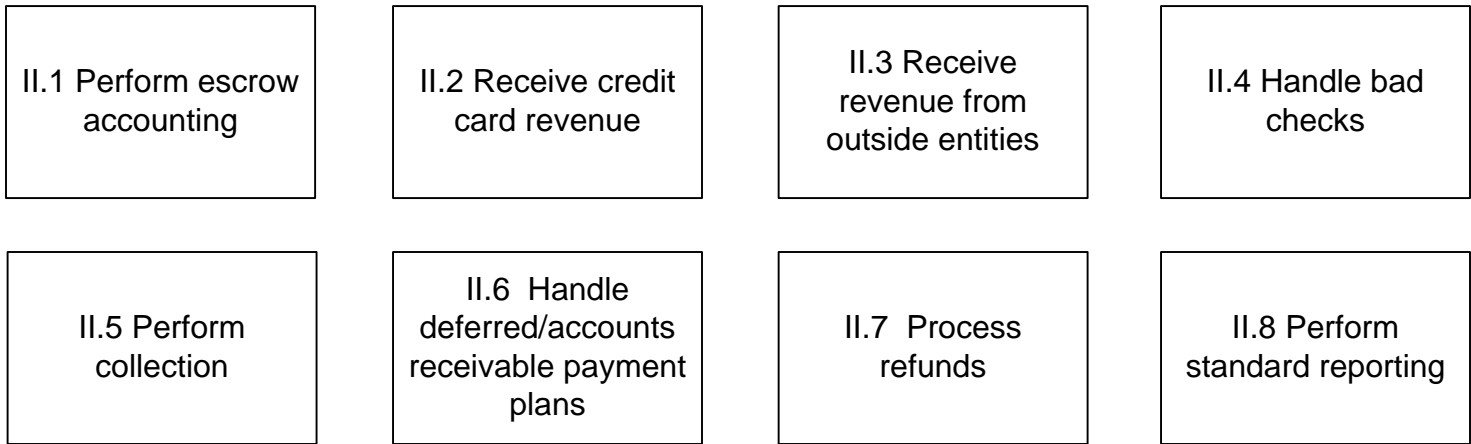 II.1 Perform escrow
accounting
II.2 Receive credit
card revenue
II.3 Receive
revenue from
outside entities
II.4 Handle bad
checks
II.5 Perform
collection
II.6  Handle
deferred/accounts
receivable payment
plans
II.7  Process
refunds
II.8 Perform
standard reporting